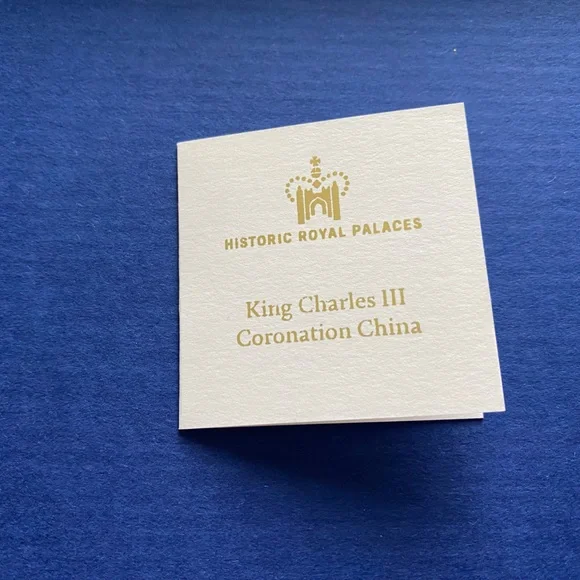 HISTORIC ROYAL PALACES
King Charles III
Coronation China